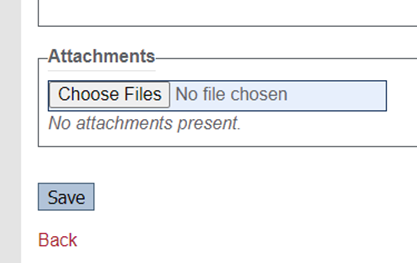 Attachments
Choose Files No file chosen
No attachments present.
Save
Back